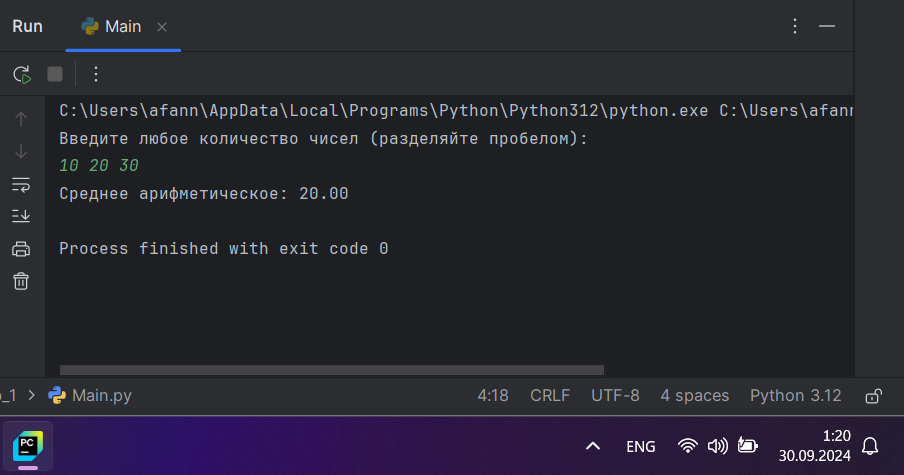 Run
Main
C:\Users\afann\AppData\Local\Programs\Python\Python312\python.exe C:\Users\afann
Введите любое количество чисел (разделяйте пробелом):
10 20 30
Среднее арифметическое: 20.00
Process finished with exit code 0
_1 > Main.py 4:18 CRLF UTF-8 4 spaces Python 3.12
PC
ENG
1:20
30.09.2024